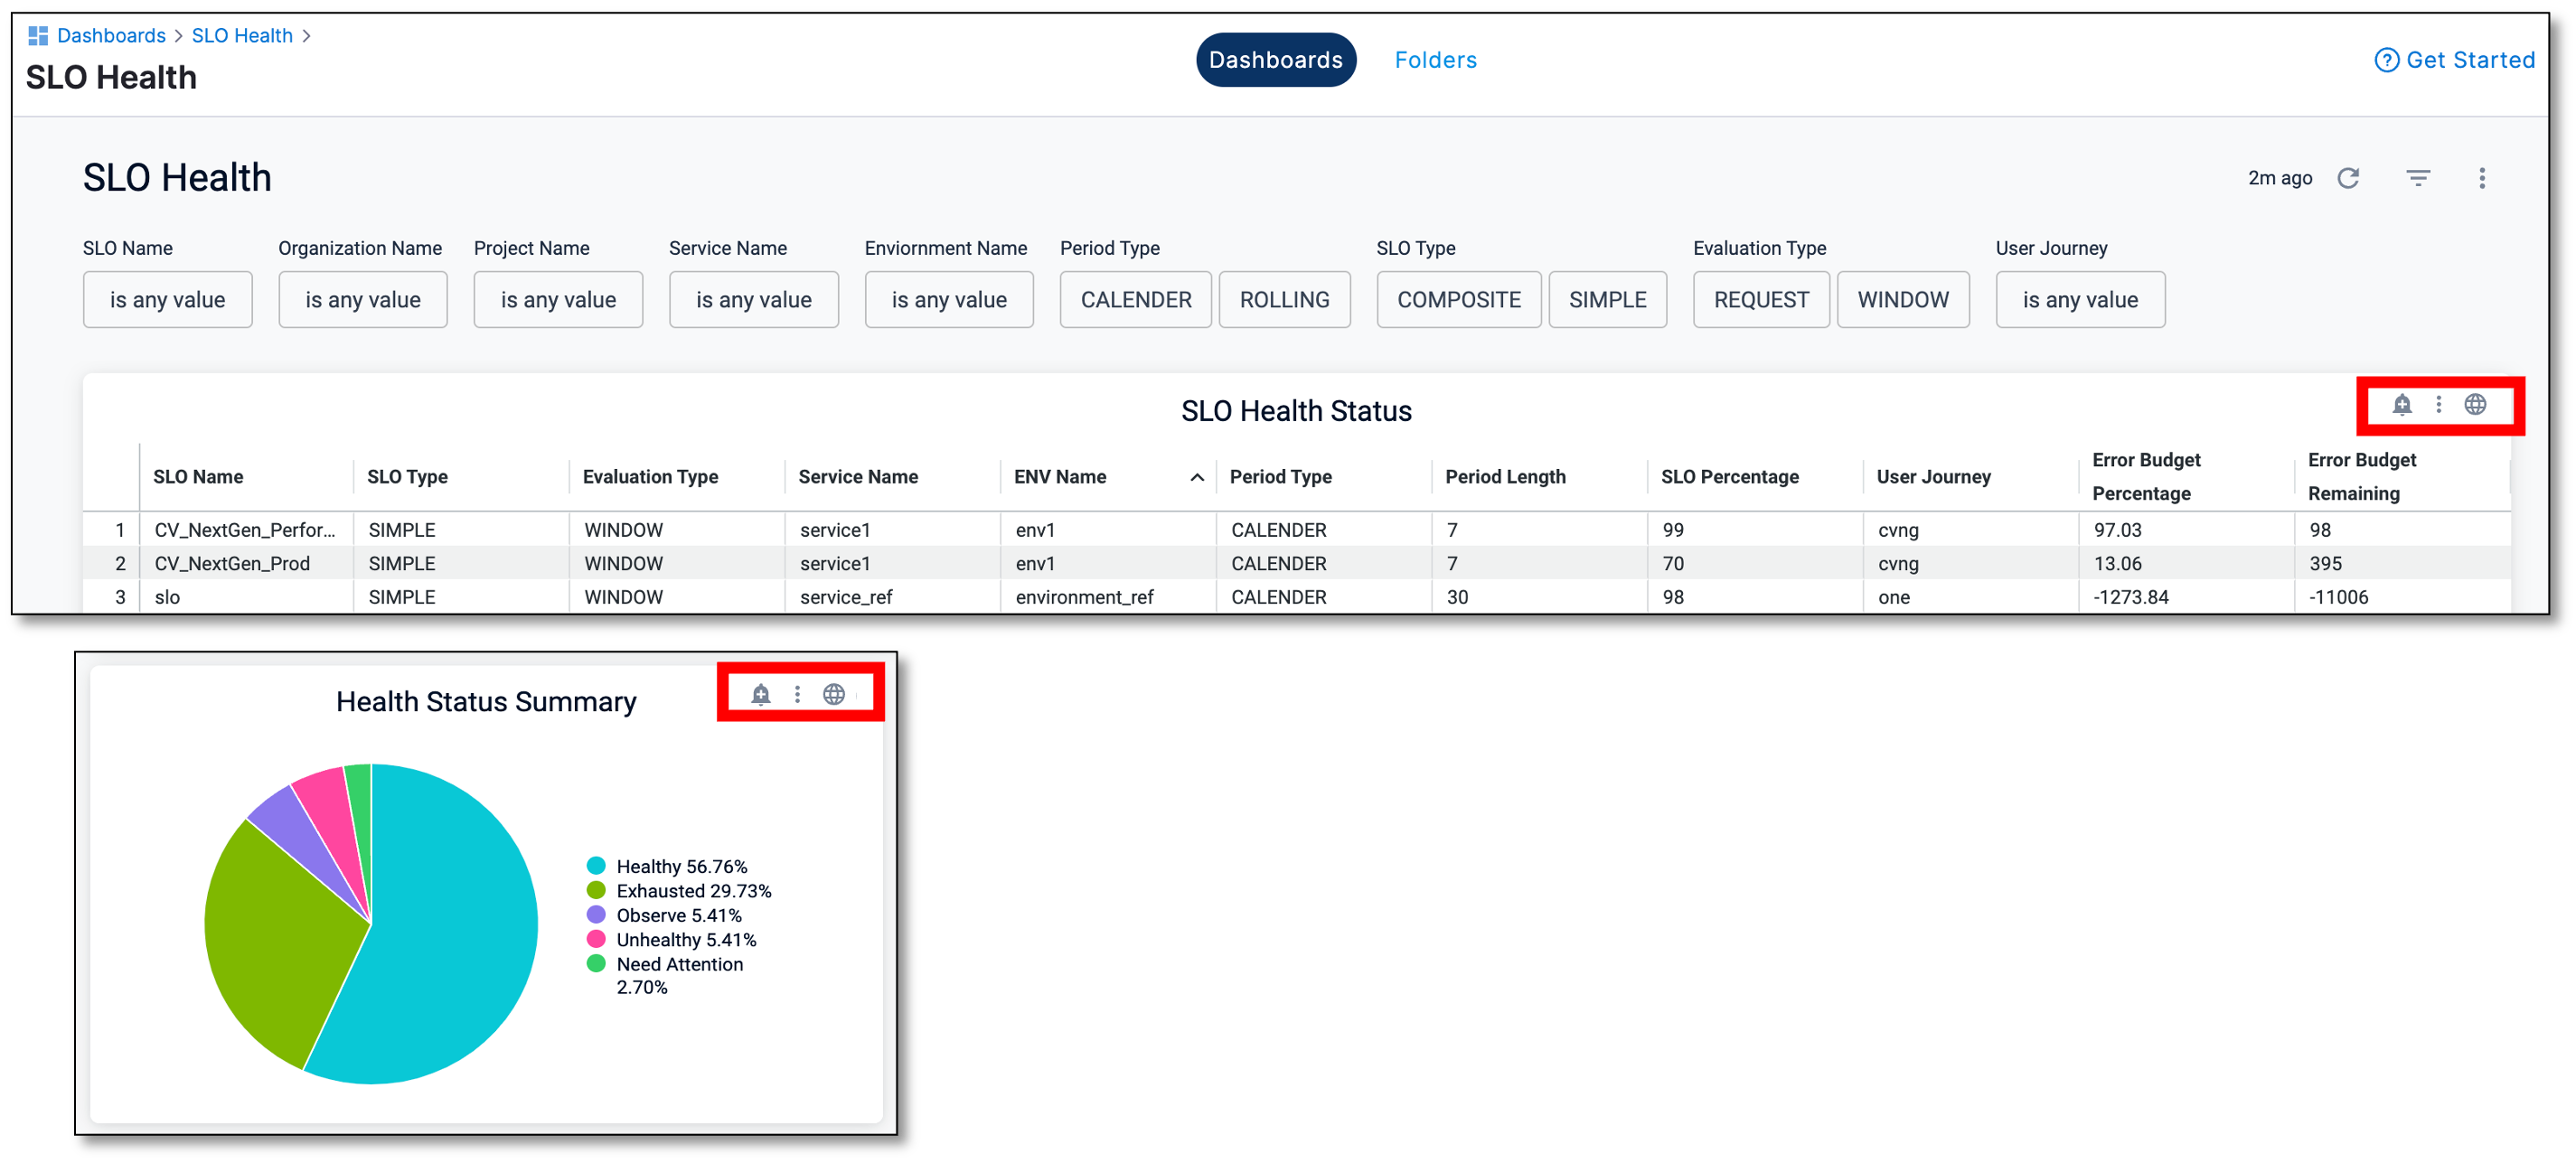 Dashboards > SLO Health >
SLO Health
Dashboards Folders
Get Started
SLO Health
2m ago
SLO Name Organization Name Project Name Service Name Enviornment Name Period Type SLO Type Evaluation Type User Journey
is any value is any value is any value is any value is any value CALENDER ROLLING COMPOSITE SIMPLE REQUEST WINDOW is any value
SLO Health Status
SLO Name SLO Type Evaluation Type Service Name ENV Name Period Type Period Length SLO Percentage User Journey Error Budget Percentage Error Budget Remaining
1 CV_NextGen_Perfor... SIMPLE WINDOW service1 env1 CALENDER 7 99 cvng 97.03 98
2 CV_NextGen_Prod SIMPLE WINDOW service1 env1 CALENDER 7 70 cvng 13.06 395
3 slo SIMPLE WINDOW service_ref environment_ref CALENDER 30 98 one -1273.84 -11006
Health Status Summary
Healthy 56.76%
Exhausted 29.73%
Observe 5.41%
Unhealthy 5.41%
Need Attention
2.70%